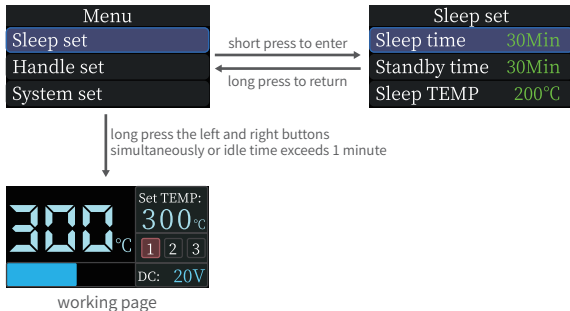 Menu
Sleep set
Handle set
System set
short press to enter
long press to return
Sleep set
Sleep time 30Min
Standby time 30Min
Sleep TEMP 200°C
long press the left and right buttons
simultaneously or idle time exceeds 1 minute
300°C
Set TEMP:
300°C
1 2 3
DC: 20V
working page